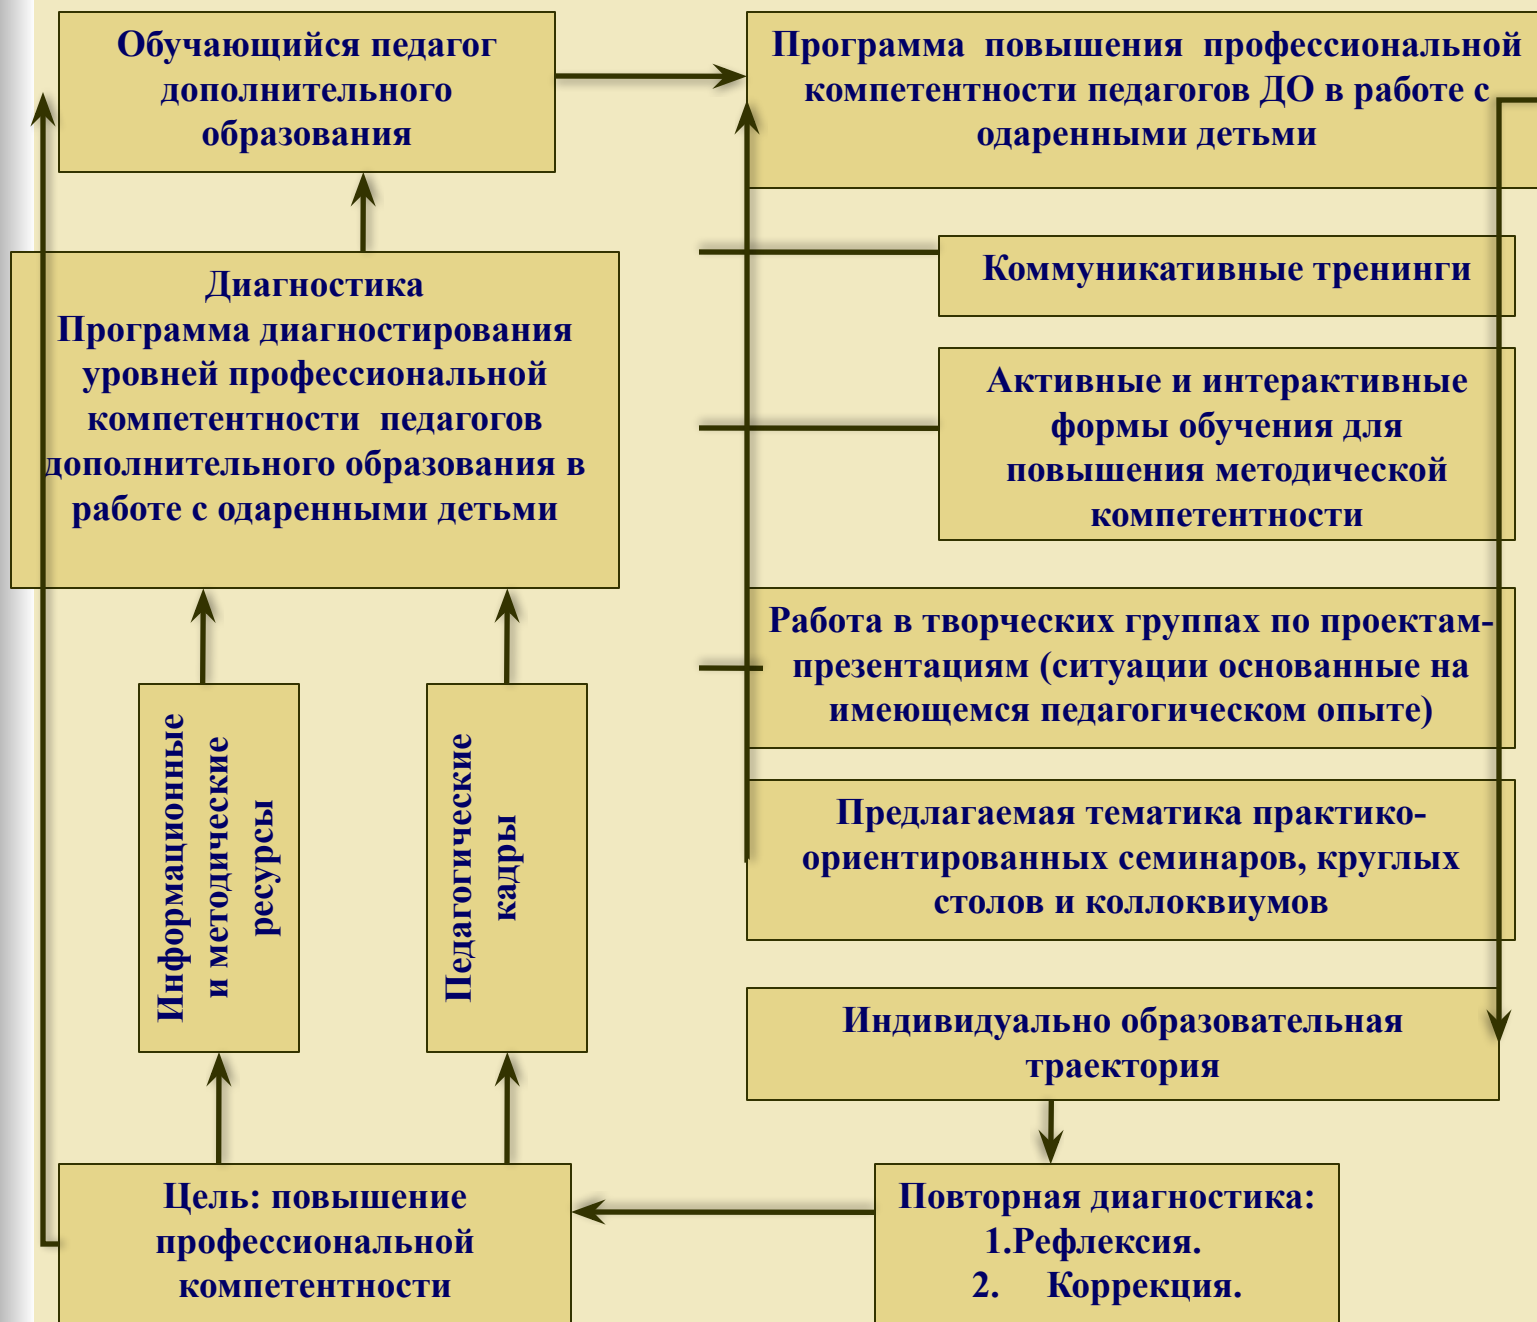 Обучающийся педагог
дополнительного
образования
Программа повышения профессиональной
компетентности педагогов ДО в работе с
одаренными детьми
Диагностика
Программа диагностирования
уровней профессиональной
компетентности педагогов
дополнительного образования в
работе с одаренными детьми
Коммуникативные тренинги
Активные и интерактивные
формы обучения для
повышения методической
компетентности
Работа в творческих группах по проектам-
презентациям (ситуации основанные на
имеющемся педагогическом опыте)
Информационные
и методические
ресурсы
Педагогические
кадры
Предлагаемая тематика практико-
ориентированных семинаров, круглых
столов и коллоквиумов
Индивидуально образовательная
траектория
Цель: повышение
профессиональной
компетентности
Повторная диагностика:
1.Рефлексия.
2. Коррекция.